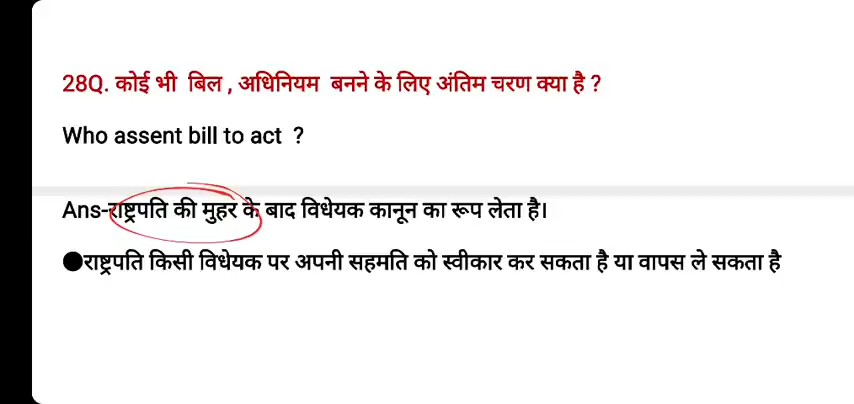 28Q. कोई भी बिल , अधिनियम बनने के लिए अंतिम चरण क्या है ?
Who assent bill to act ?
Ans-राष्ट्रपति की मुहर के बाद विधेयक कानून का रूप लेता है।
●राष्ट्रपति किसी विधेयक पर अपनी सहमति को स्वीकार कर सकता है या वापस ले सकता है